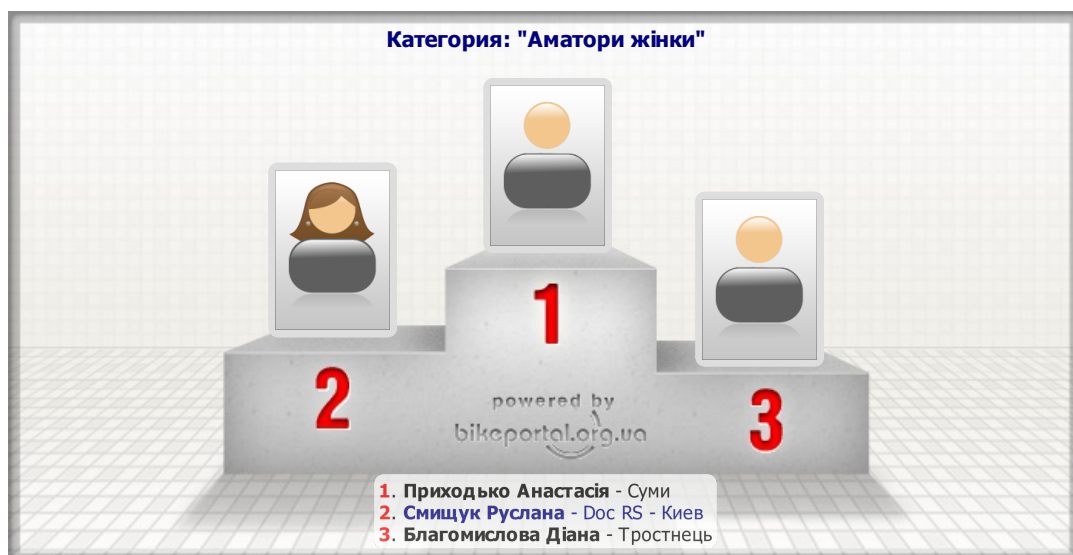 Категория: "Аматори жінки"
1
2
3
powered by
bikeportal.org.ua
1. Приходько Анастасія - Суми
2. Смищук Руслана - Doc RS - Киев
3. Благомислова Діана - Тростнець